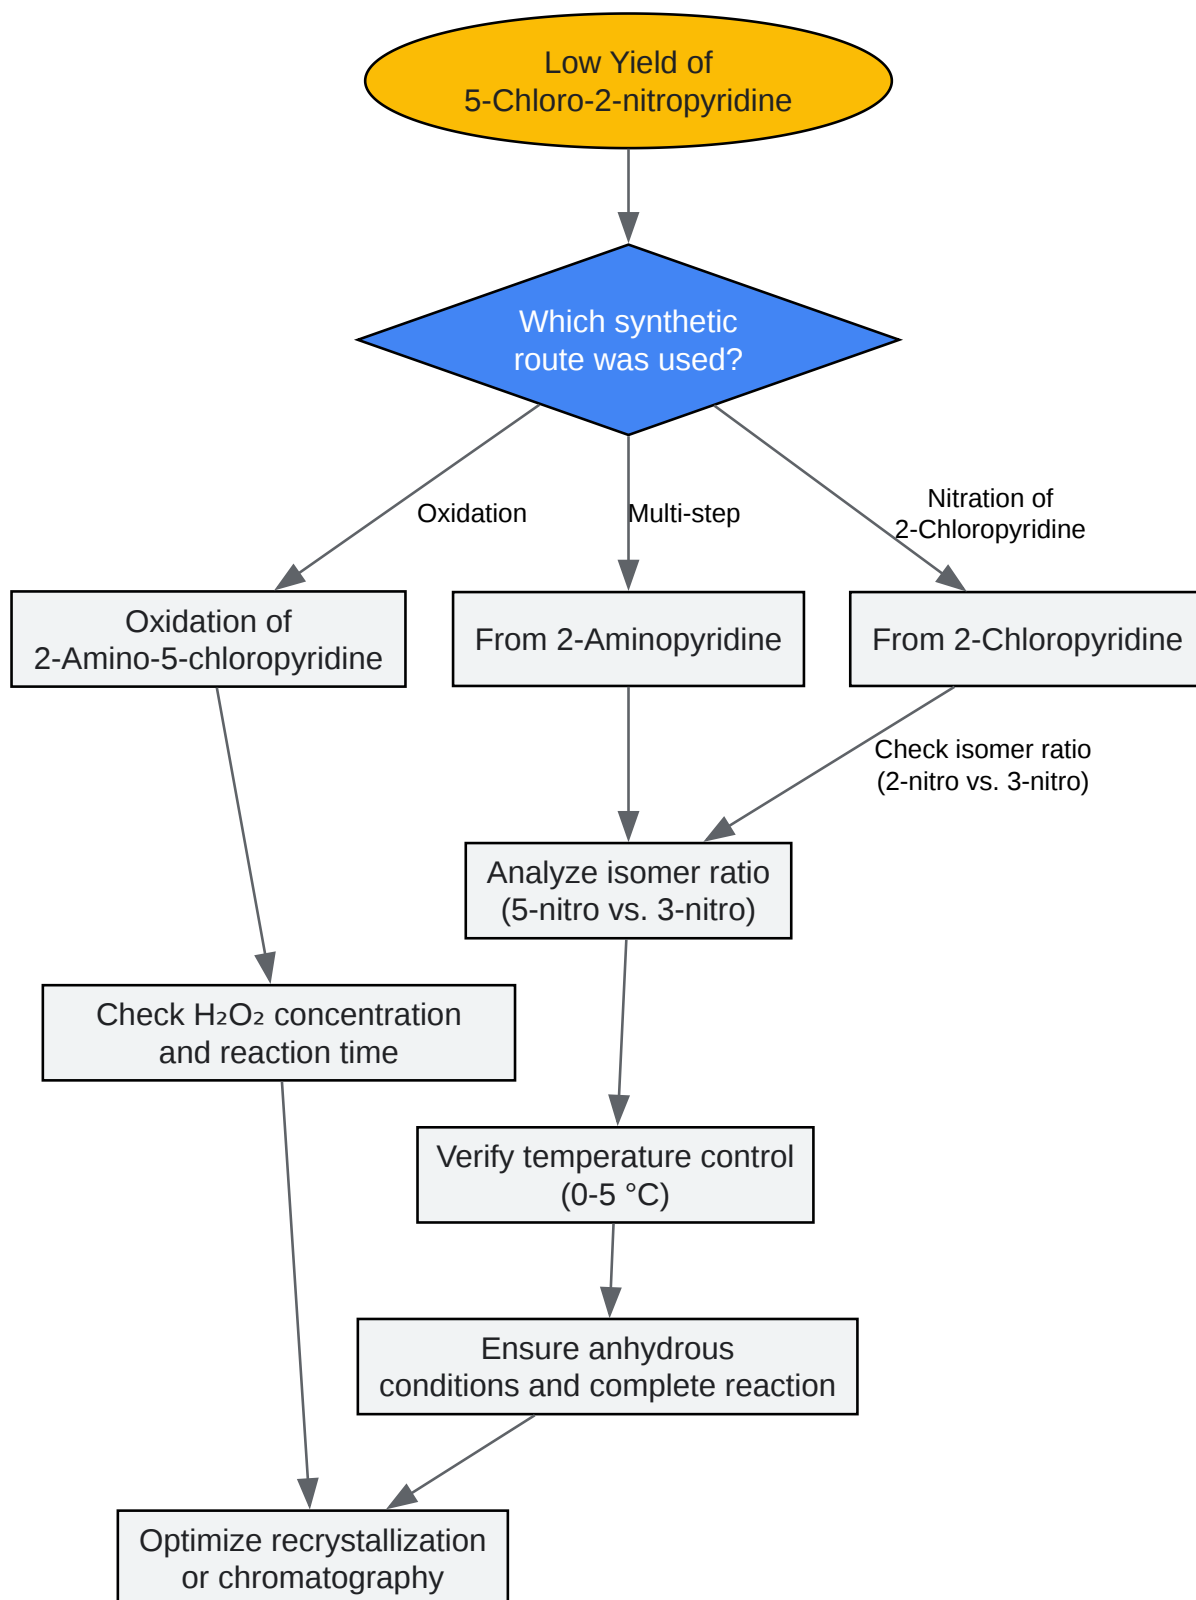 Low Yield of
5-Chloro-2-nitropyridine
Which synthetic
route was used?
Oxidation
Multi-step
Nitration of
2-Chloropyridine
Oxidation of
2-Amino-5-chloropyridine
From 2-Aminopyridine
From 2-Chloropyridine
Check isomer ratio
(2-nitro vs. 3-nitro)
Analyze isomer ratio
(5-nitro vs. 3-nitro)
Check H₂O₂ concentration
and reaction time
Verify temperature control
(0-5 °C)
Ensure anhydrous
conditions and complete reaction
Optimize recrystallization
or chromatography